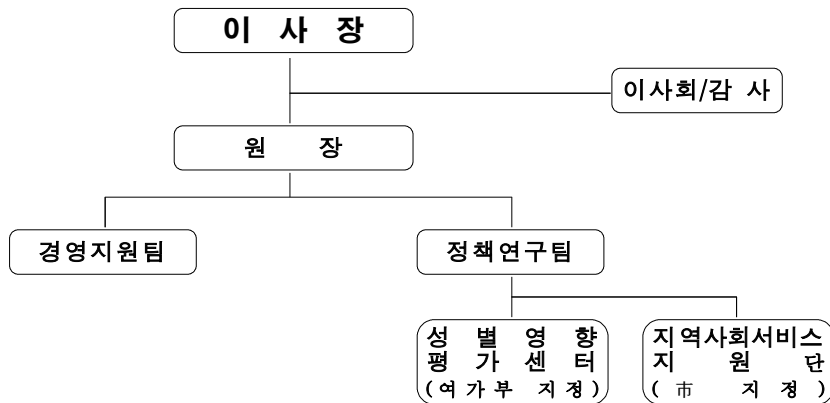 이 사 장
이사회/감 사
원 장
경영지원팀
정책연구팀
성 별 영 향
평 가 센 터
(여가부 지정)
지역사회서비스
지 원 단
( 市 지 정 )